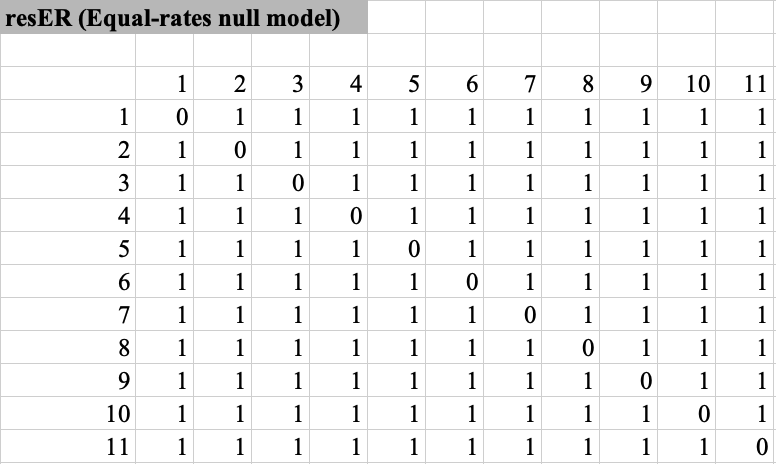 resER (Equal-rates null model)
1 2 3 4 5 6 7 8 9 10 11
1 0 1 1 1 1 1 1 1 1 1 1
2 1 0 1 1 1 1 1 1 1 1 1
3 1 1 0 1 1 1 1 1 1 1 1
4 1 1 1 0 1 1 1 1 1 1 1
5 1 1 1 1 0 1 1 1 1 1 1
6 1 1 1 1 1 0 1 1 1 1 1
7 1 1 1 1 1 1 0 1 1 1 1
8 1 1 1 1 1 1 1 0 1 1 1
9 1 1 1 1 1 1 1 1 0 1 1
10 1 1 1 1 1 1 1 1 1 0 1
11 1 1 1 1 1 1 1 1 1 1 0